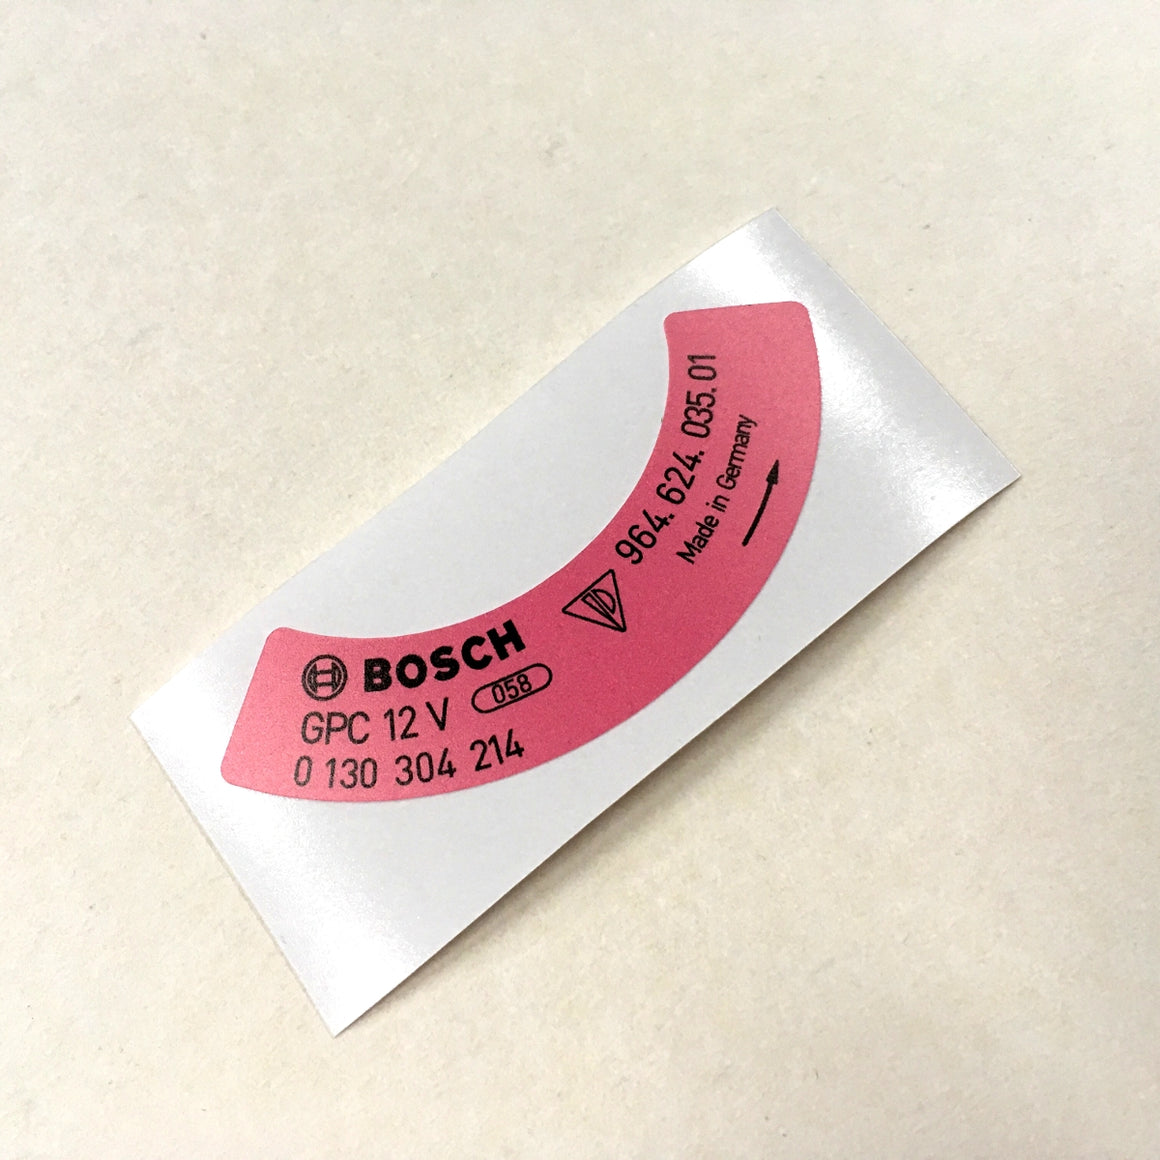 BOSCH
GPC 12 V 058
0 130 304 214
964. 624. 035. 01
Made in Germany